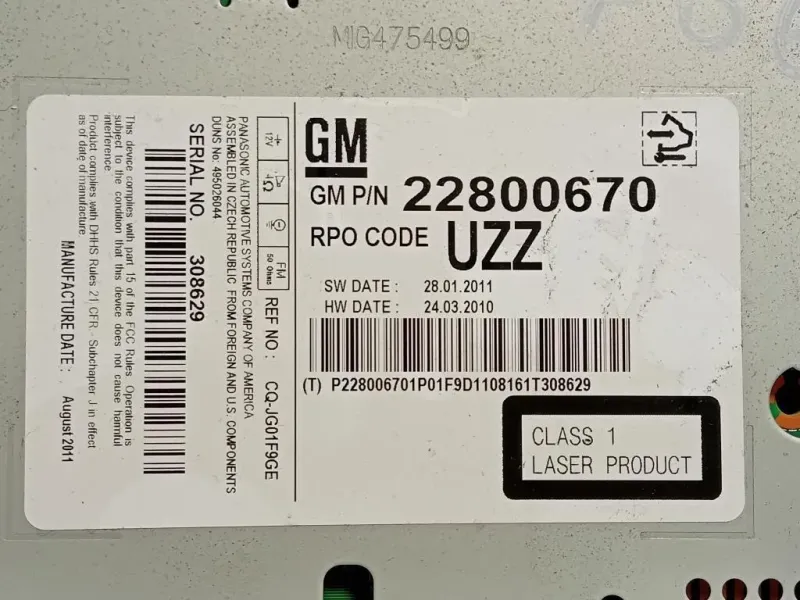 MIG475499
GM
GM P/N 22800670
RPO CODE UZZ
SW DATE : 28.01.2011
HW DATE : 24.03.2010
(T) P228006701P01F9D1108161T308629
CLASS 1
LASER PRODUCT
12V
4Ω
FM
50 Ohms
REF NO : CQ-JG01F9GE
PANASONIC AUTOMOTIVE SYSTEMS COMPANY OF AMERICA
ASSEMBLED IN CZECH REPUBLIC FROM FOREIGN AND U.S. COMPONENTS
DUNS No: 495026044
SERIAL NO. 308629
This device complies with part 15 of the FCC Rules. Operation is
subject to the condition that this device does not cause harmful
interference.
Product complies with DHHS Rules 21 CFR - Subchapter J in effect
as of date of manufacture
MANUFACTURE DATE : August 2011